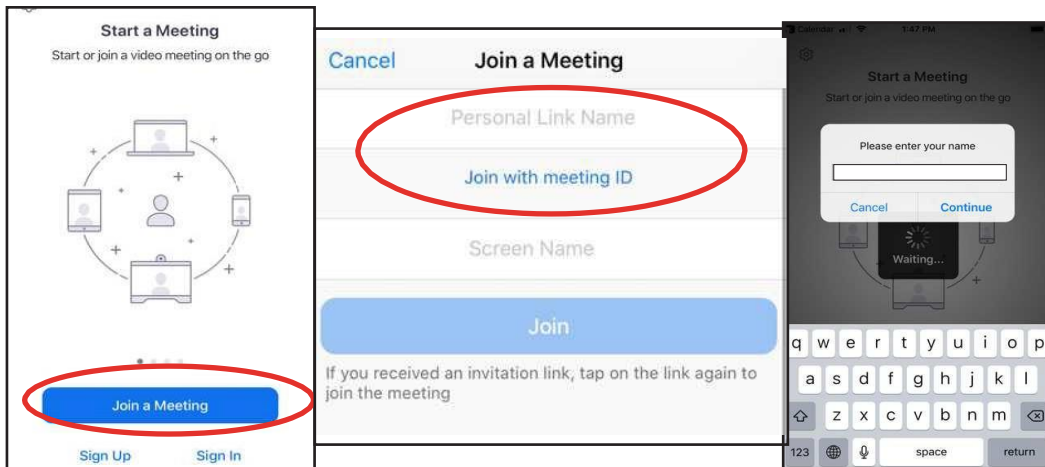 Start a Meeting
Start or join a video meeting on the go
Join a Meeting
Sign Up Sign In
Cancel Join a Meeting
Personal Link Name
Join with meeting ID
Screen Name
Join
If you received an invitation link, tap on the link again to
join the meeting
Calendar 1:47 PM
Start a Meeting
Start or join a video meeting on the go
Please enter your name
Cancel Continue
Waiting...
q w e r t y u i o p
a s d f g h j k l
z x c v b n m
123 space return